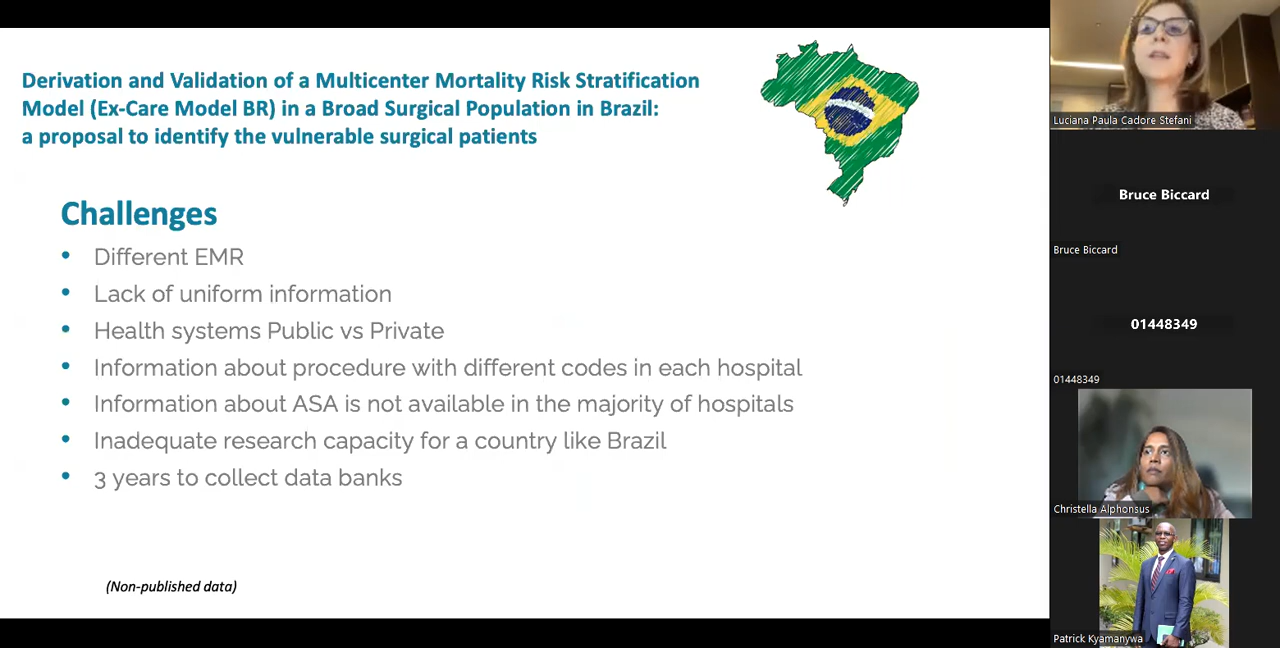 Derivation and Validation of a Multicenter Mortality Risk Stratification
Model (Ex-Care Model BR) in a Broad Surgical Population in Brazil:
a proposal to identify the vulnerable surgical patients
Challenges
• Different EMR
• Lack of uniform information
• Health systems Public vs Private
• Information about procedure with different codes in each hospital
• Information about ASA is not available in the majority of hospitals
• Inadequate research capacity for a country like Brazil
• 3 years to collect data banks
(Non-published data)
Luciana Paula Cadore Stefani
Bruce Biccard
Bruce Biccard
01448349
01448349
Christella Alphonsus
Patrick Kyamanywa